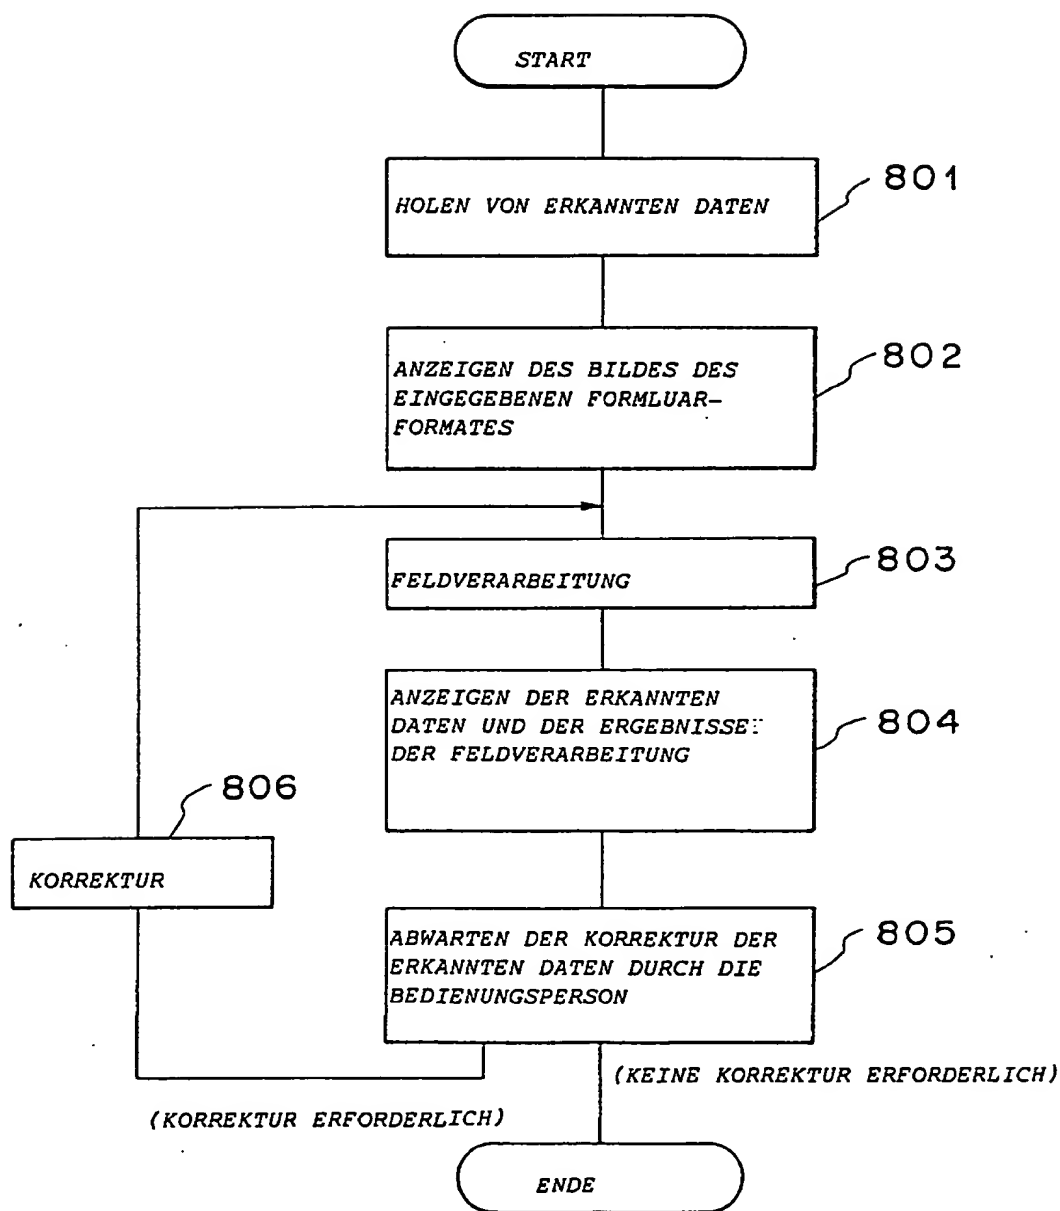 START
HOLEN VON ERKANNTEN DATEN
801
ANZEIGEN DES BILDES DES
EINGEGEBENEN FORMLUAR-
FORMATES
802
FELDVERARBEITUNG
803
ANZEIGEN DER ERKANNTEN
DATEN UND DER ERGEBNISSE
DER FELDVERARBEITUNG
804
806
KORREKTUR
ABWARTEN DER KORREKTUR DER
ERKANNTEN DATEN DURCH DIE
BEDIENUNGSPERSON
805
(KEINE KORREKTUR ERFORDERLICH)
(KORREKTUR ERFORDERLICH)
ENDE